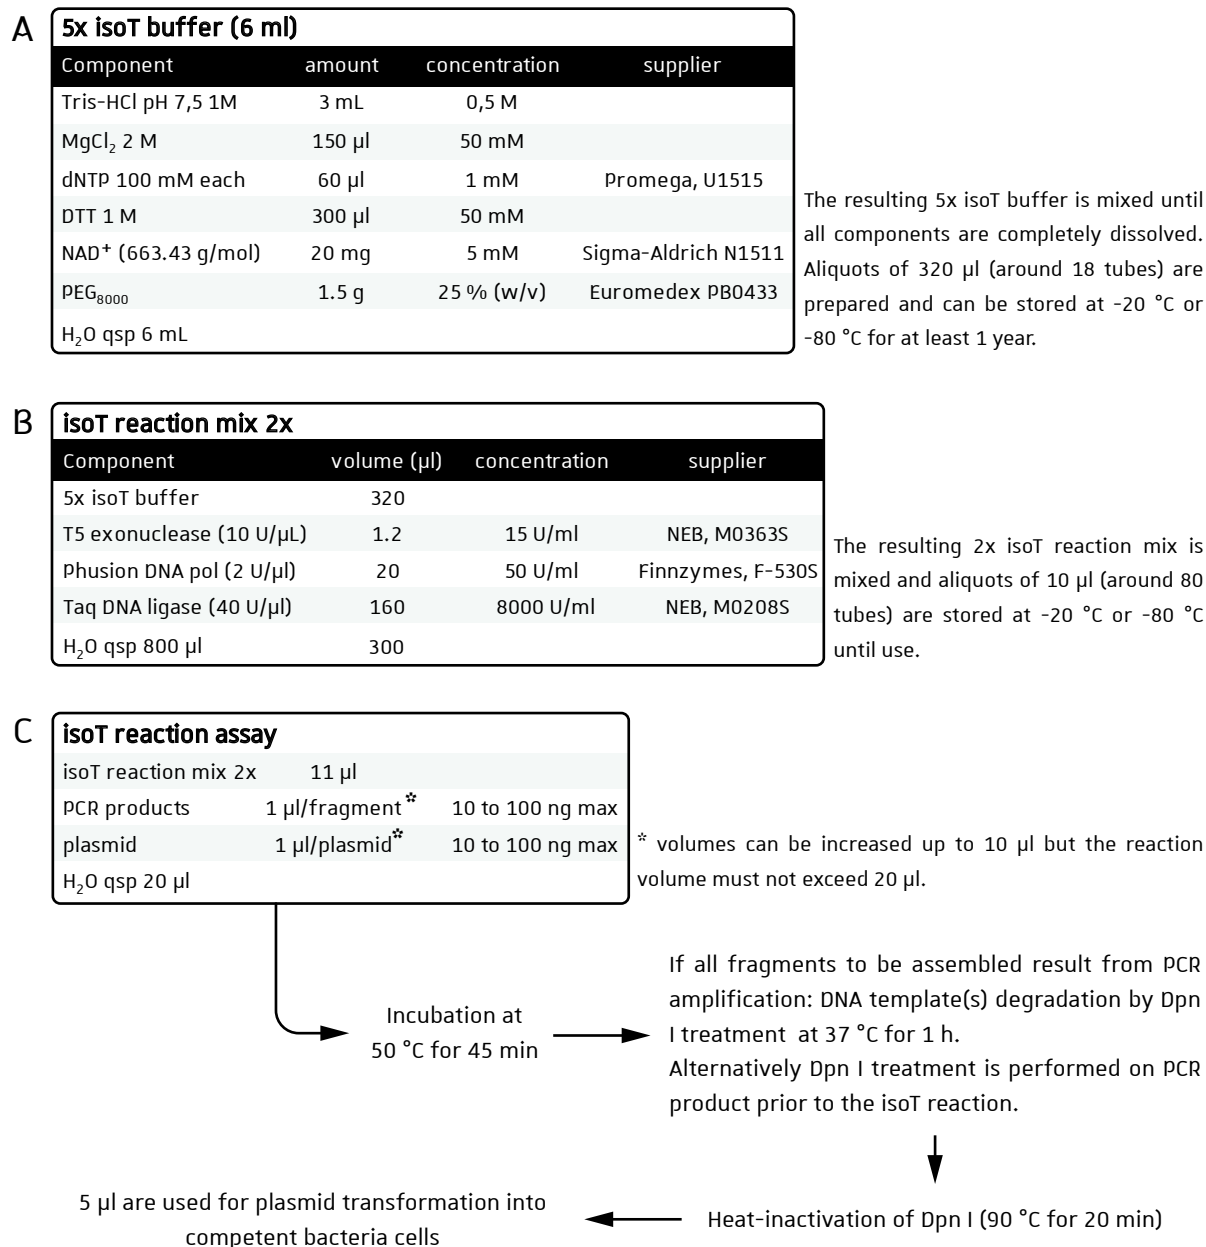 A
5x isoT buffer (6 ml)
Component amount concentration supplier
Tris-HCl pH 7,5 1M 3 mL 0,5 M
MgCl₂ 2 M 150 µl 50 mM
dNTP 100 mM each 60 µl 1 mM Promega, U1515
DTT 1 M 300 µl 50 mM
NAD⁺ (663.43 g/mol) 20 mg 5 mM Sigma-Aldrich N1511
PEG₈₀₀₀ 1.5 g 25 % (w/v) Euromedex PB0433
H₂O qsp 6 mL
The resulting 5x isoT buffer is mixed until
all components are completely dissolved.
Aliquots of 320 µl (around 18 tubes) are
prepared and can be stored at -20 °C or
-80 °C for at least 1 year.
B
isoT reaction mix 2x
Component volume (µl) concentration supplier
5x isoT buffer 320
T5 exonuclease (10 U/µL) 1.2 15 U/ml NEB, M0363S
Phusion DNA pol (2 U/µl) 20 50 U/ml Finnzymes, F-530S
Taq DNA ligase (40 U/µl) 160 8000 U/ml NEB, M0208S
H₂O qsp 800 µl 300
The resulting 2x isoT reaction mix is
mixed and aliquots of 10 µl (around 80
tubes) are stored at -20 °C or -80 °C
until use.
C
isoT reaction assay
isoT reaction mix 2x 11 µl
PCR products 1 µl/fragment* 10 to 100 ng max
plasmid 1 µl/plasmid* 10 to 100 ng max
H₂O qsp 20 µl
* volumes can be increased up to 10 µl but the reaction
volume must not exceed 20 µl.
Incubation at
50 °C for 45 min
If all fragments to be assembled result from PCR
amplification: DNA template(s) degradation by Dpn
I treatment at 37 °C for 1 h.
Alternatively Dpn I treatment is performed on PCR
product prior to the isoT reaction.
Heat-inactivation of Dpn I (90 °C for 20 min)
5 µl are used for plasmid transformation into
competent bacteria cells